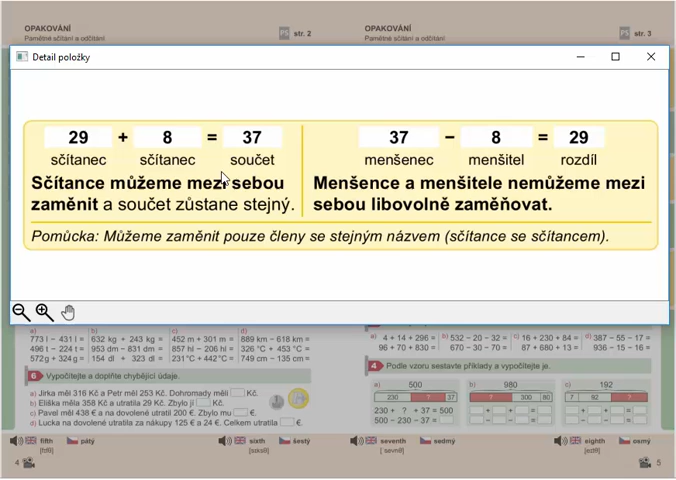 OPAKOVÁNÍ
Pamětné sčítání a odčítání
PS str. 2
OPAKOVÁNÍ
Pamětné sčítání a odčítání
PS str. 3
Detail položky
29 + 8 = 37
sčítanec sčítanec součet
Sčítance můžeme mezi sebou
zaměnit a součet zůstane stejný.
37 − 8 = 29
menšenec menšitel rozdíl
Menšence a menšitele nemůžeme mezi
sebou libovolně zaměňovat.
Pomůcka: Můžeme zaměnit pouze členy se stejným názvem (sčítance se sčítancem).
a) b) c) d)
773 l − 431 l = 632 kg + 243 kg = 452 m + 301 m = 889 km − 618 km =
496 l − 224 t = 953 dm − 831 dm = 857 hl − 206 hl = 326 °C + 453 °C =
572 g + 324 g = 154 dl + 323 dl = 231 °C + 442 °C = 749 cm − 135 cm =
6 Vypočítejte a doplňte chybějící údaje.
a) Jirka měl 316 Kč a Petr měl 253 Kč. Dohromady měli Kč.
b) Eliška měla 358 Kč a utratila 29 Kč. Zbylo jí Kč.
c) Pavel měl 438 € a na dovolené utratil 200 €. Zbylo mu €.
d) Lucka na dovolené utratila za nákupy 125 € a 24 €. Celkem utratila €.
fifth pátý
sixth šestý
4
a) 4 + 14 + 296 = b) 532 − 20 − 32 = c) 16 + 230 + 84 = d) 387 − 55 − 17 =
96 + 70 + 830 = 670 − 30 − 70 = 87 + 680 + 13 = 936 − 15 − 16 =
4 Podle vzoru sestavte příklady a vypočítejte je.
a) 500 b) 980 c) 192
230 ? 37 ? 300 80 7 92 ?
230 + ? + 37 = 500 + + = + + =
500 − 230 − 37 = − − = − − =
seventh sedmý
eighth osmý
5